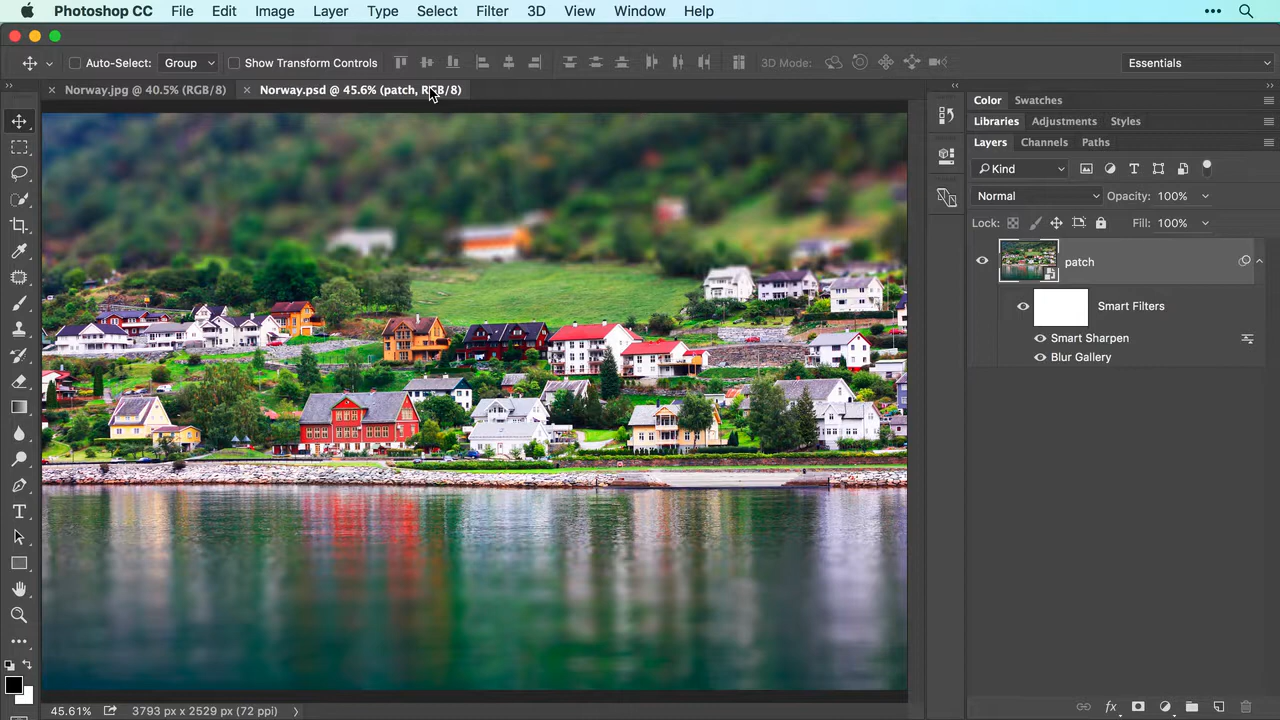 Photoshop CC File Edit Image Layer Type Select Filter 3D View Window Help
Auto-Select: Group Show Transform Controls 3D Mode: Essentials
Norway.jpg @ 40.5% (RGB/8) Norway.psd @ 45.6% (patch, RGB/8)
Color Swatches
Libraries Adjustments Styles
Layers Channels Paths
Kind
Normal Opacity: 100%
Lock: Fill: 100%
patch
Smart Filters
Smart Sharpen
Blur Gallery
45.61% 3793 px x 2529 px (72 ppi)